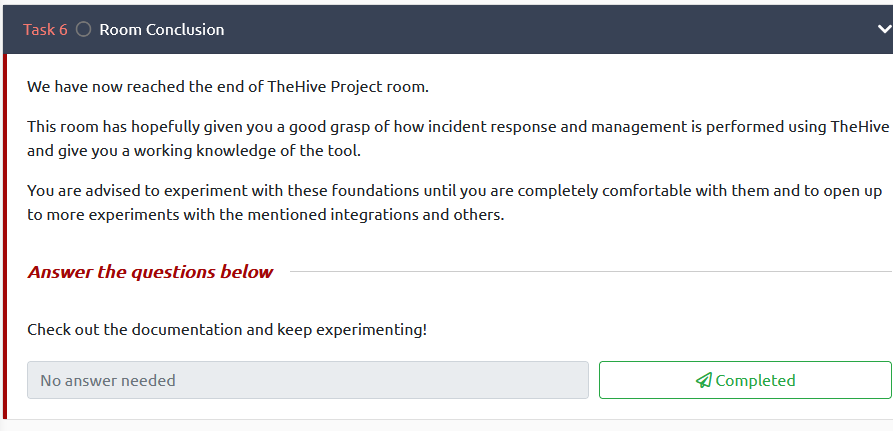 Task 6 Room Conclusion
We have now reached the end of TheHive Project room.
This room has hopefully given you a good grasp of how incident response and management is performed using TheHive
and give you a working knowledge of the tool.
You are advised to experiment with these foundations until you are completely comfortable with them and to open up
to more experiments with the mentioned integrations and others.
Answer the questions below
Check out the documentation and keep experimenting!
No answer needed Completed